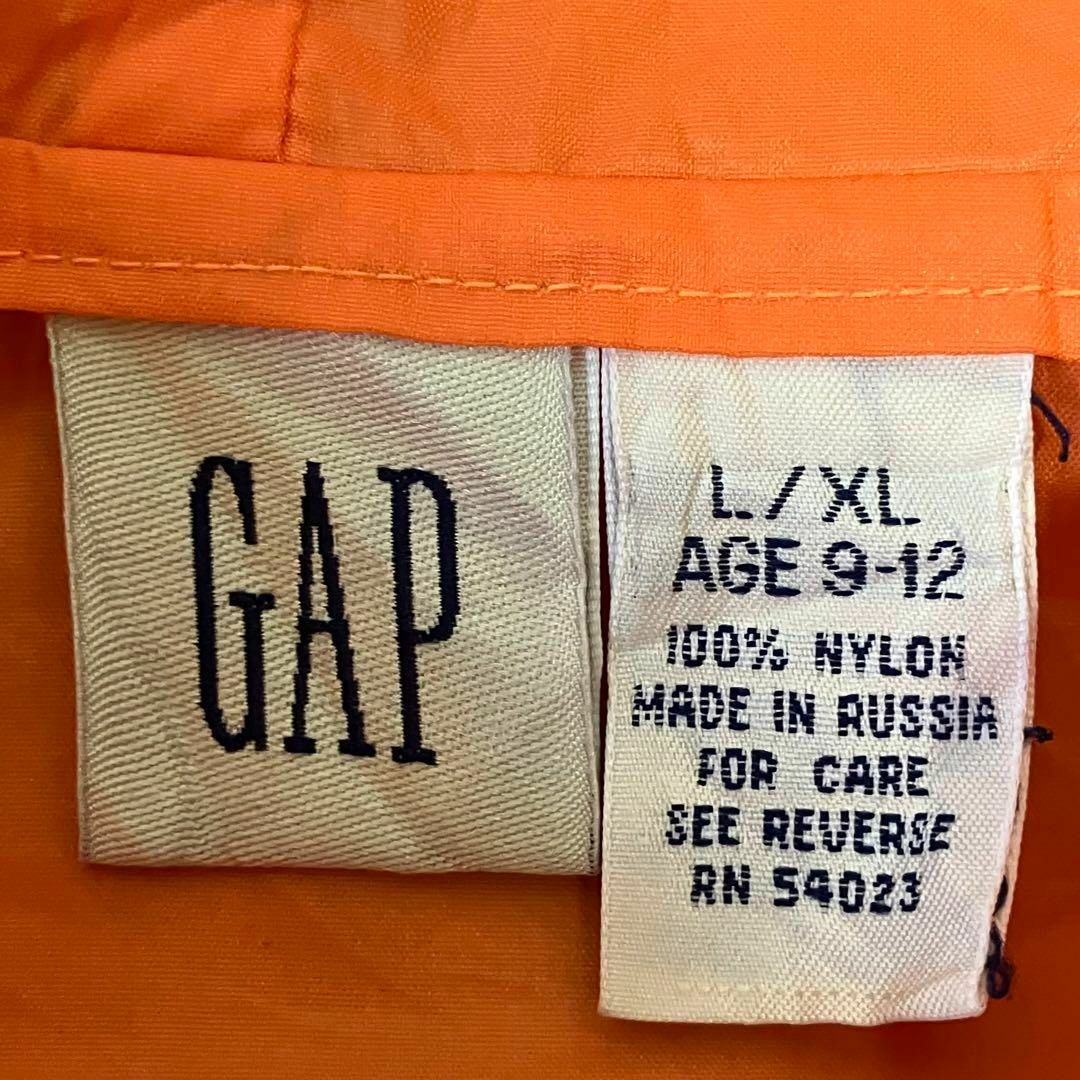 GAP
L/XL
AGE 9-12
100% NYLON
MADE IN RUSSIA
FOR CARE
SEE REVERSE
RN 54023